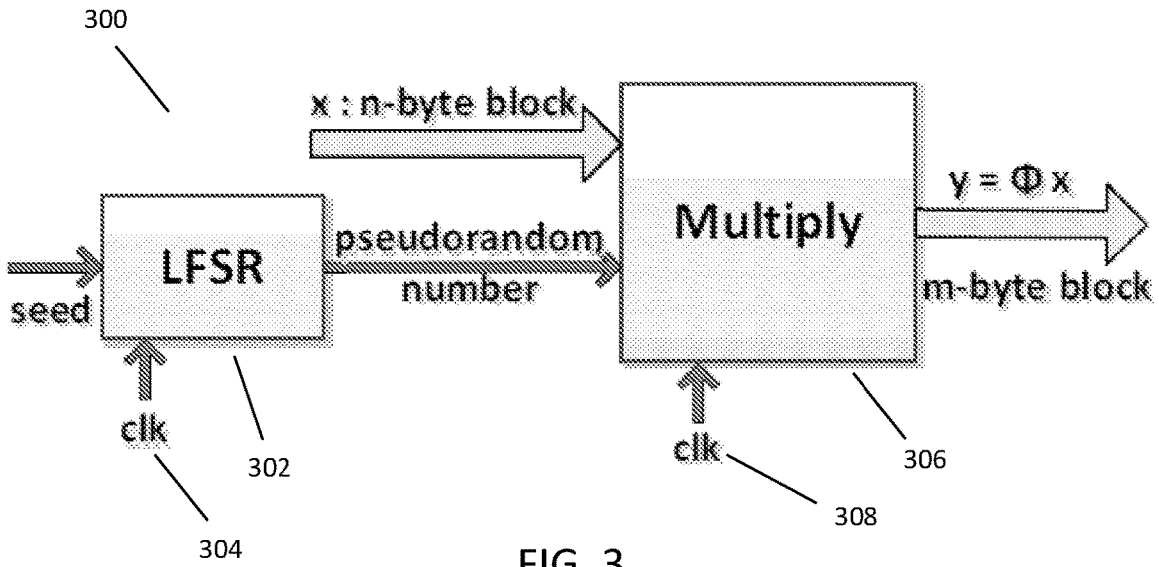 300
x : n-byte block
Multiply
y = Φ x
m-byte block
LFSR
pseudorandom
number
seed
clk
302
304
clk
306
308
FIG. 3